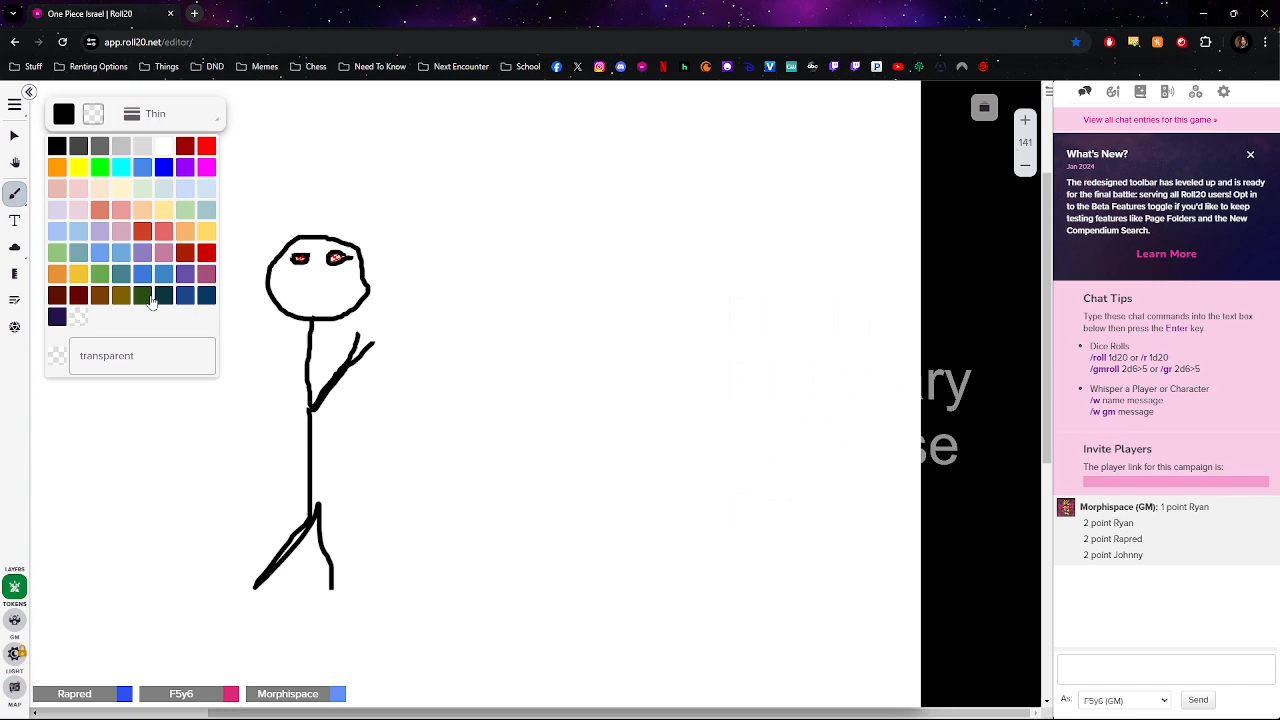 One Piece Israel | Roll20
app.roll20.net/editor/
Stuff
Renting Options
Things
DND
Memes
Chess
Need To Know
Next Encounter
School
Thin
transparent
141
ary
se
View all chat entries for this game »
What's New?
Jan 2024
The redesigned toolbar has leveled up and is ready for the final battle: serving all Roll20 users! Opt in to the Beta Features toggle if you'd like to keep testing features like Page Folders and the New Compendium Search.
Learn More
Chat Tips
Type these chat commands into the text box
below then press the Enter key.
Dice Rolls
/roll 1d20 or /r 1d20
/gmroll 2d6>5 or /gr 2d6>5
Whisper a Player or Character
/w name message
/w gm message
Invite Players
The player link for this campaign is:
Morphispace (GM): 1 point Ryan
2 point Ryan
2 point Rapred
2 point Johnny
LAYERS
TOKENS
GM
LIGHT
MAP
Rapred
F5y6
Morphispace
As:
F5y6 (GM)
Send